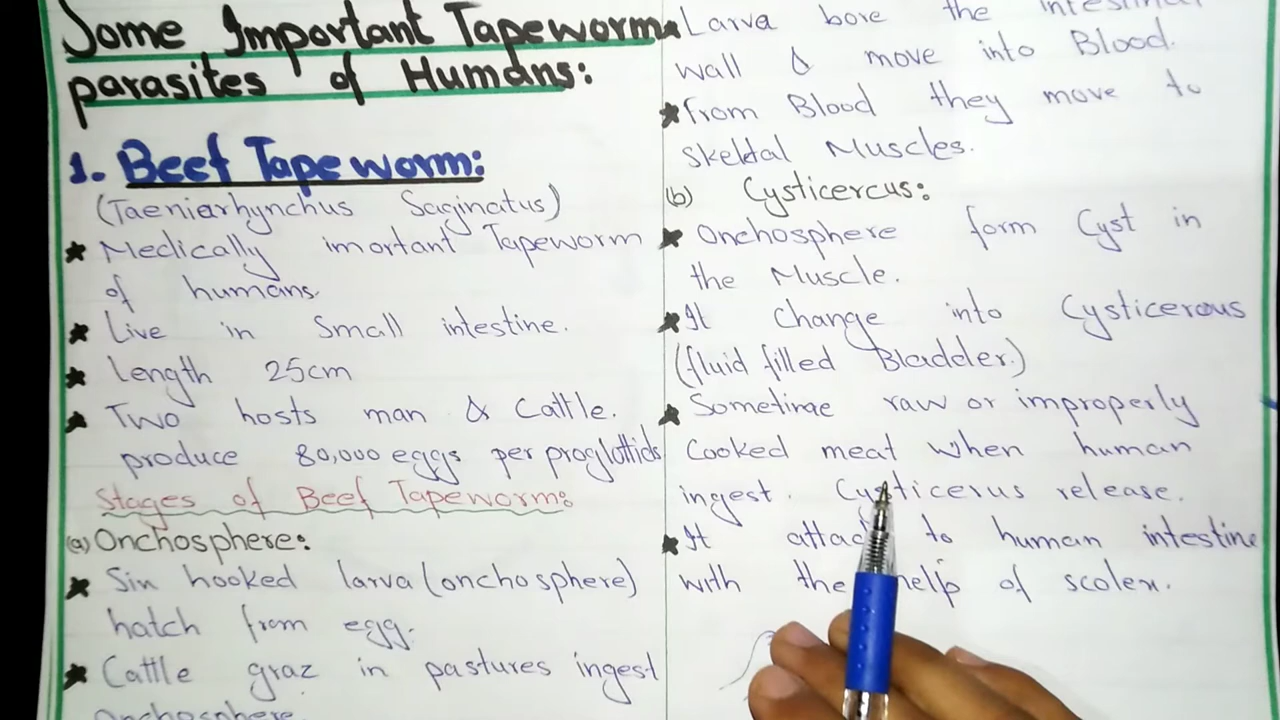 Some Important Tapeworm
parasites of Humans:
1. Beef Tapeworm:
(Taeniarhynchus Saginatus)
★ Medically imortant Tapeworm
of humans.
★ Live in Small intestine.
★ length 25cm
★ Two hosts man & Cattle.
produce 80,000 eggs per proglottids
Stages of Beef Tapeworm:
(a) Onchosphere:
★ Six hooked larva (onchosphere)
hatch from egg.
★ Cattle graz in pastures ingest
onchosphere.
★ Larva bore the intestinal
wall & move into Blood.
★ from Blood they move to
Skeletal Muscles.
(b) Cysticercus:
★ Onchosphere form Cyst in
the Muscle.
★ It Change into Cysticerous
(fluid filled Bladder.)
★ Sometimae raw or improperly
Cooked meat when human
ingest. Cysticerus release.
★ It attach to human intestine
with the help of scolex.